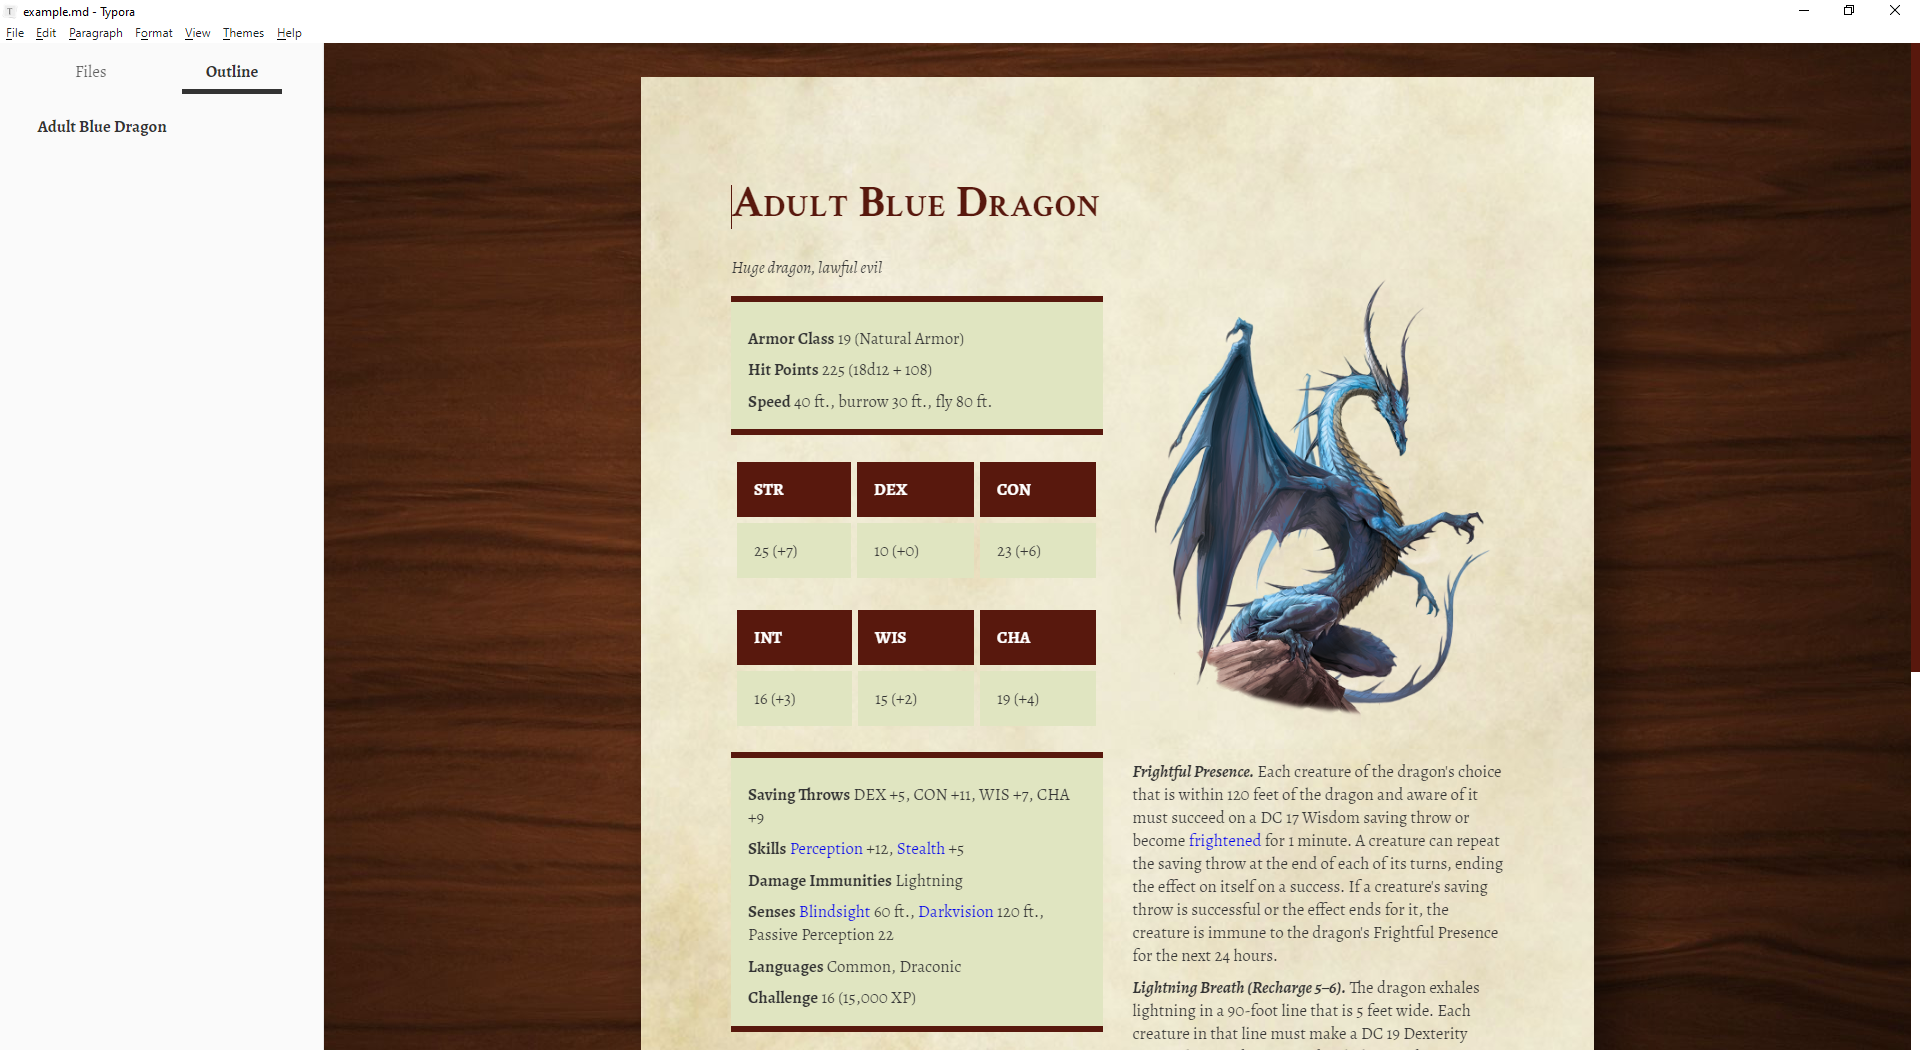 T example.md - Typora
File Edit Paragraph Format View Themes Help
Files Outline
Adult Blue Dragon
Adult Blue Dragon
Huge dragon, lawful evil
Armor Class 19 (Natural Armor)
Hit Points 225 (18d12 + 108)
Speed 40 ft., burrow 30 ft., fly 80 ft.
STR DEX CON
25 (+7) 10 (+0) 23 (+6)
INT WIS CHA
16 (+3) 15 (+2) 19 (+4)
Saving Throws DEX +5, CON +11, WIS +7, CHA
+9
Skills Perception +12, Stealth +5
Damage Immunities Lightning
Senses Blindsight 60 ft., Darkvision 120 ft.,
Passive Perception 22
Languages Common, Draconic
Challenge 16 (15,000 XP)
Frightful Presence. Each creature of the dragon's choice
that is within 120 feet of the dragon and aware of it
must succeed on a DC 17 Wisdom saving throw or
become frightened for 1 minute. A creature can repeat
the saving throw at the end of each of its turns, ending
the effect on itself on a success. If a creature's saving
throw is successful or the effect ends for it, the
creature is immune to the dragon's Frightful Presence
for the next 24 hours.
Lightning Breath (Recharge 5–6). The dragon exhales
lightning in a 90-foot line that is 5 feet wide. Each
creature in that line must make a DC 19 Dexterity